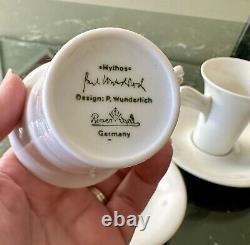 »Mythos«
Design: P. Wunderlich
Germany